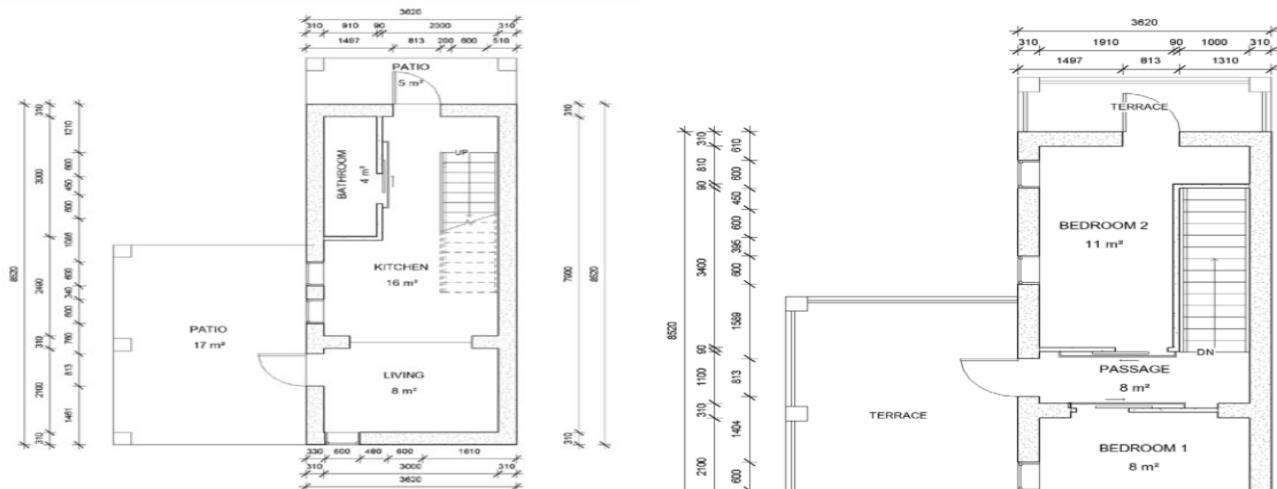 3620
310 910 90 2000 310
1497 813 200 600 510
PATIO
5 m²
BATHROOM
4 m²
UP
KITCHEN
16 m²
PATIO
17 m²
LIVING
8 m²
8520
310
3000
2490
310
2100
310
1210
600
450
600
1085
600
340
600
760
813
1461
310
7900
310
8520
330 600 480 600 1610
310 3000 310
3620
3620
310 1910 90 1000 310
1497 813 1310
TERRACE
BEDROOM 2
11 m²
DN
PASSAGE
8 m²
TERRACE
BEDROOM 1
8 m²
8520
310
810
90
3400
90
1100
310
2100
610
600
450
600
395
600
1589
813
1404
600